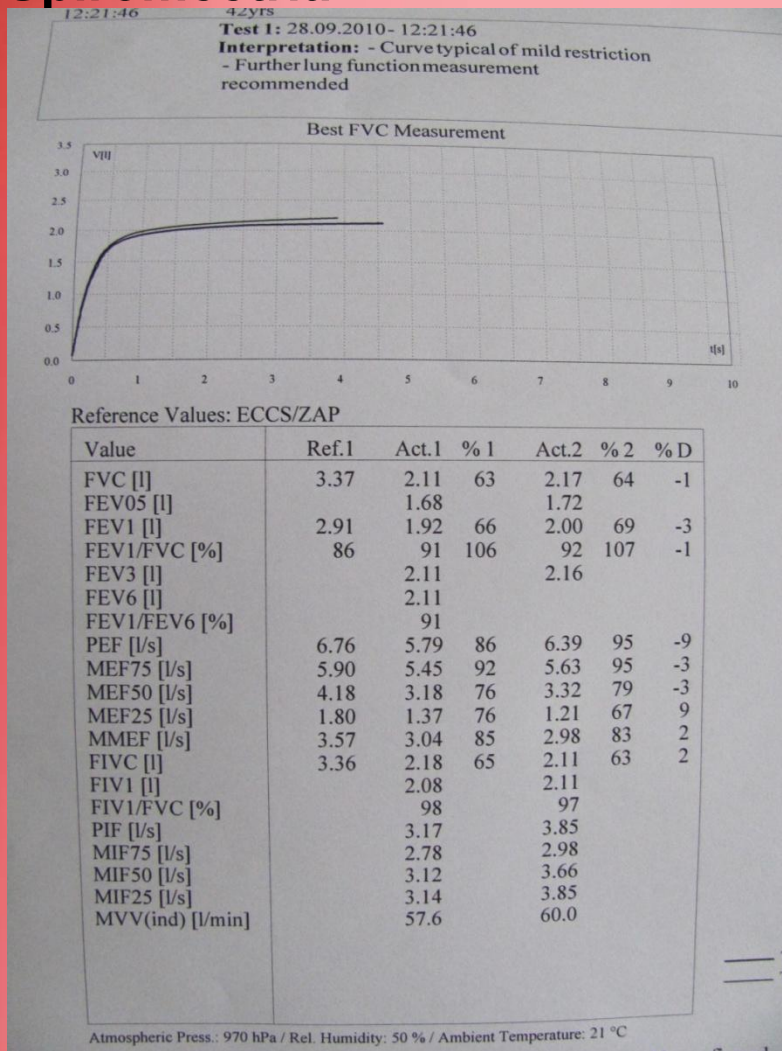 12:21:46 42yrs
Test 1: 28.09.2010- 12:21:46
Interpretation: - Curve typical of mild restriction
- Further lung function measurement
recommended
Best FVC Measurement
V[l]
3.5
3.0
2.5
2.0
1.5
1.0
0.5
0.0
t[s]
0 1 2 3 4 5 6 7 8 9 10
Reference Values: ECCS/ZAP
Value Ref.1 Act.1 % 1 Act.2 % 2 % D
FVC [l] 3.37 2.11 63 2.17 64 -1
FEV05 [l] 1.68 1.72
FEV1 [l] 2.91 1.92 66 2.00 69 -3
FEV1/FVC [%] 86 91 106 92 107 -1
FEV3 [l] 2.11 2.16
FEV6 [l] 2.11
FEV1/FEV6 [%] 91
PEF [l/s] 6.76 5.79 86 6.39 95 -9
MEF75 [l/s] 5.90 5.45 92 5.63 95 -3
MEF50 [l/s] 4.18 3.18 76 3.32 79 -3
MEF25 [l/s] 1.80 1.37 76 1.21 67 9
MMEF [l/s] 3.57 3.04 85 2.98 83 2
FIVC [l] 3.36 2.18 65 2.11 63 2
FIV1 [l] 2.08 2.11
FIV1/FVC [%] 98 97
PIF [l/s] 3.17 3.85
MIF75 [l/s] 2.78 2.98
MIF50 [l/s] 3.12 3.66
MIF25 [l/s] 3.14 3.85
MVV(ind) [l/min] 57.6 60.0
Atmospheric Press.: 970 hPa / Rel. Humidity: 50 % / Ambient Temperature: 21 °C